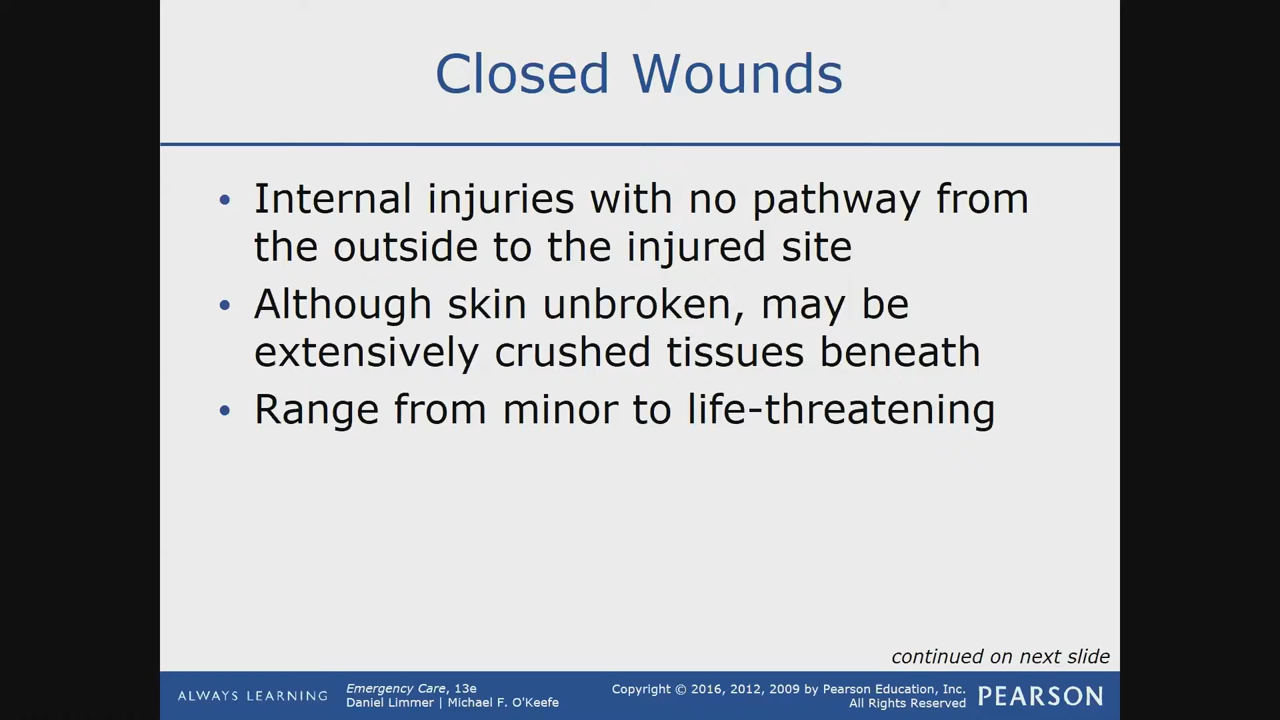 Closed Wounds
• Internal injuries with no pathway from
the outside to the injured site
• Although skin unbroken, may be
extensively crushed tissues beneath
• Range from minor to life-threatening
continued on next slide
ALWAYS LEARNING
Emergency Care, 13e
Daniel Limmer | Michael F. O'Keefe
Copyright © 2016, 2012, 2009 by Pearson Education, Inc.
All Rights Reserved
PEARSON